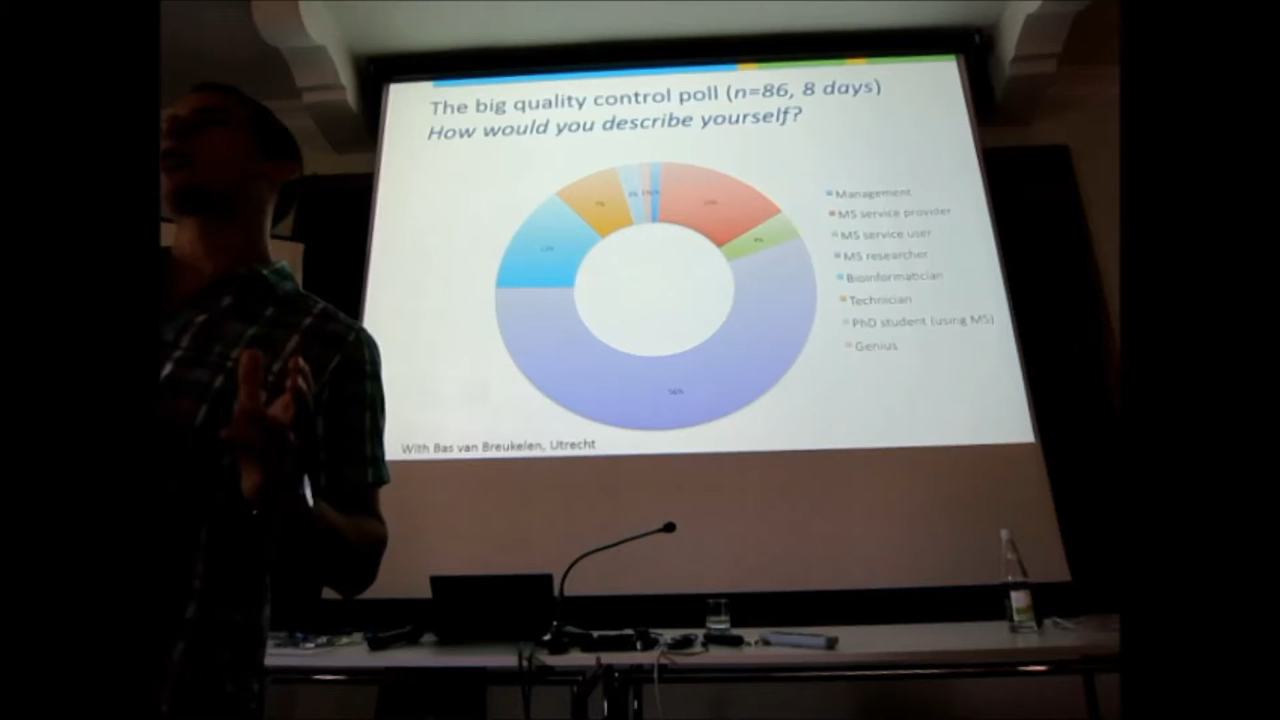 The big quality control poll (n=86, 8 days)
How would you describe yourself?
Management
MS service provider
MS service user
MS researcher
Bioinformatician
Technician
PhD student (using MS)
Genius
56%
With Bas van Breukelen, Utrecht